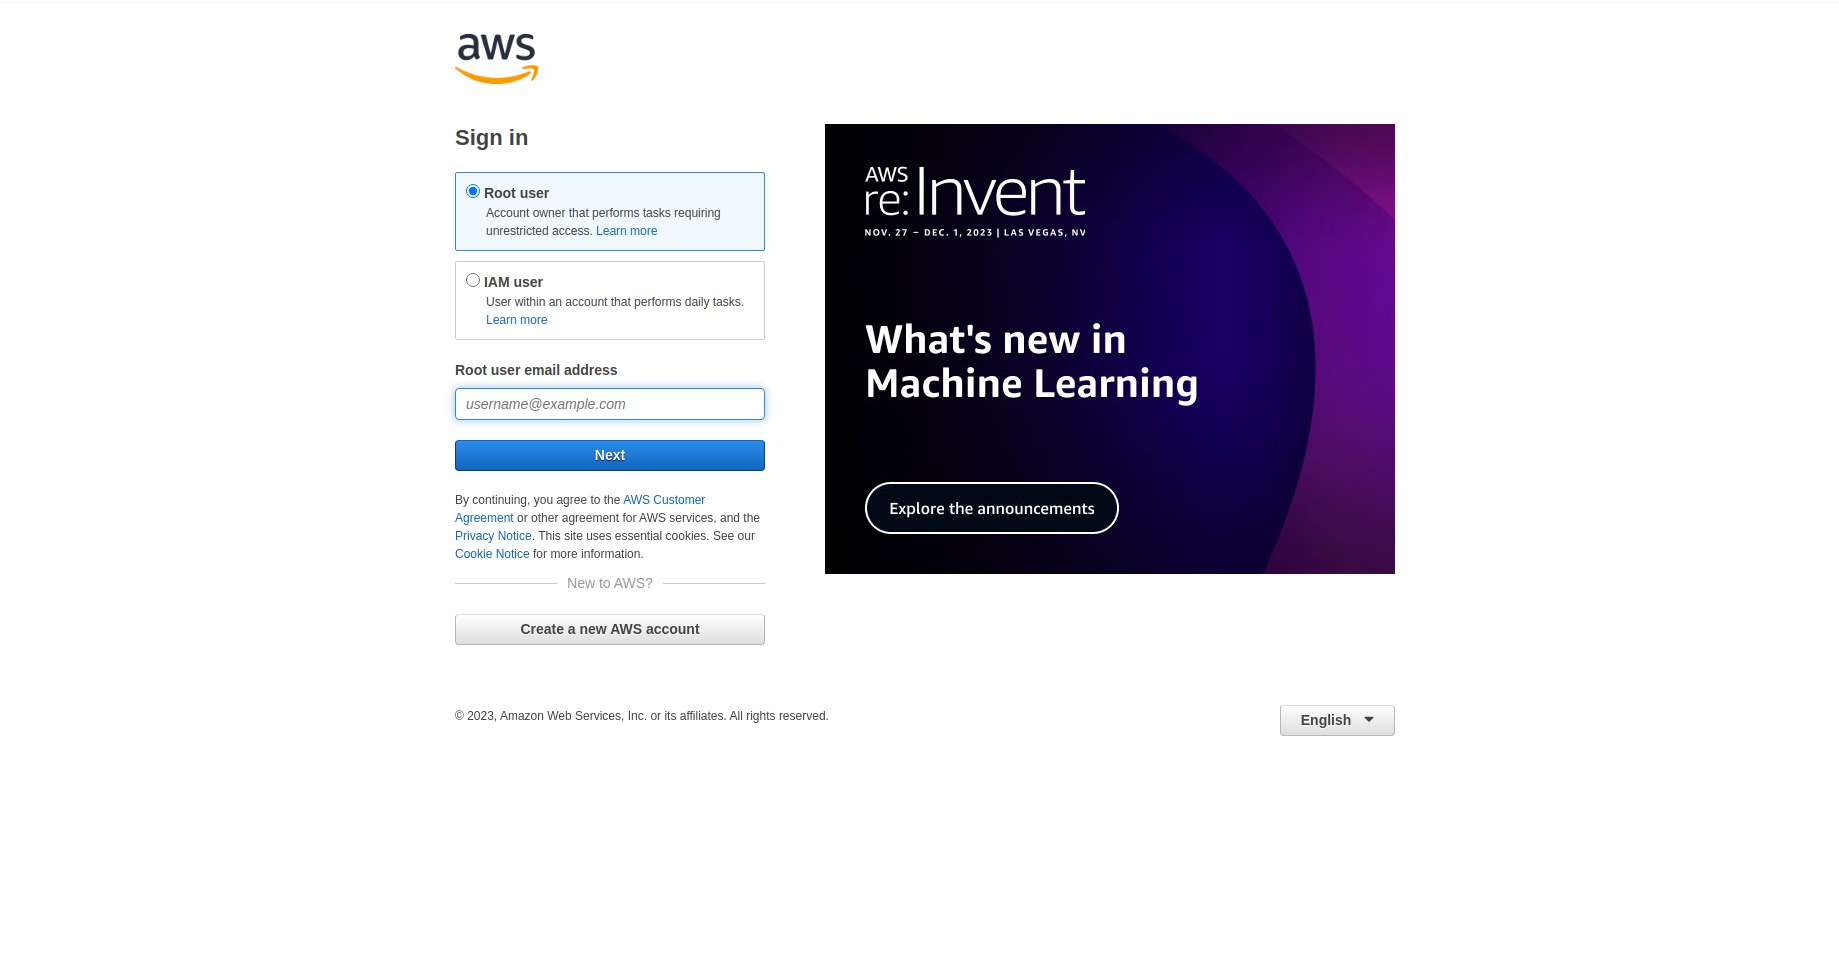 aws
Sign in
Root user
Account owner that performs tasks requiring
unrestricted access. Learn more
IAM user
User within an account that performs daily tasks.
Learn more
Root user email address
username@example.com
Next
By continuing, you agree to the AWS Customer
Agreement or other agreement for AWS services, and the
Privacy Notice. This site uses essential cookies. See our
Cookie Notice for more information.
New to AWS?
Create a new AWS account
AWS
re:Invent
NOV. 27 – DEC. 1, 2023 | LAS VEGAS, NV
What's new in
Machine Learning
Explore the announcements
© 2023, Amazon Web Services, Inc. or its affiliates. All rights reserved.
English